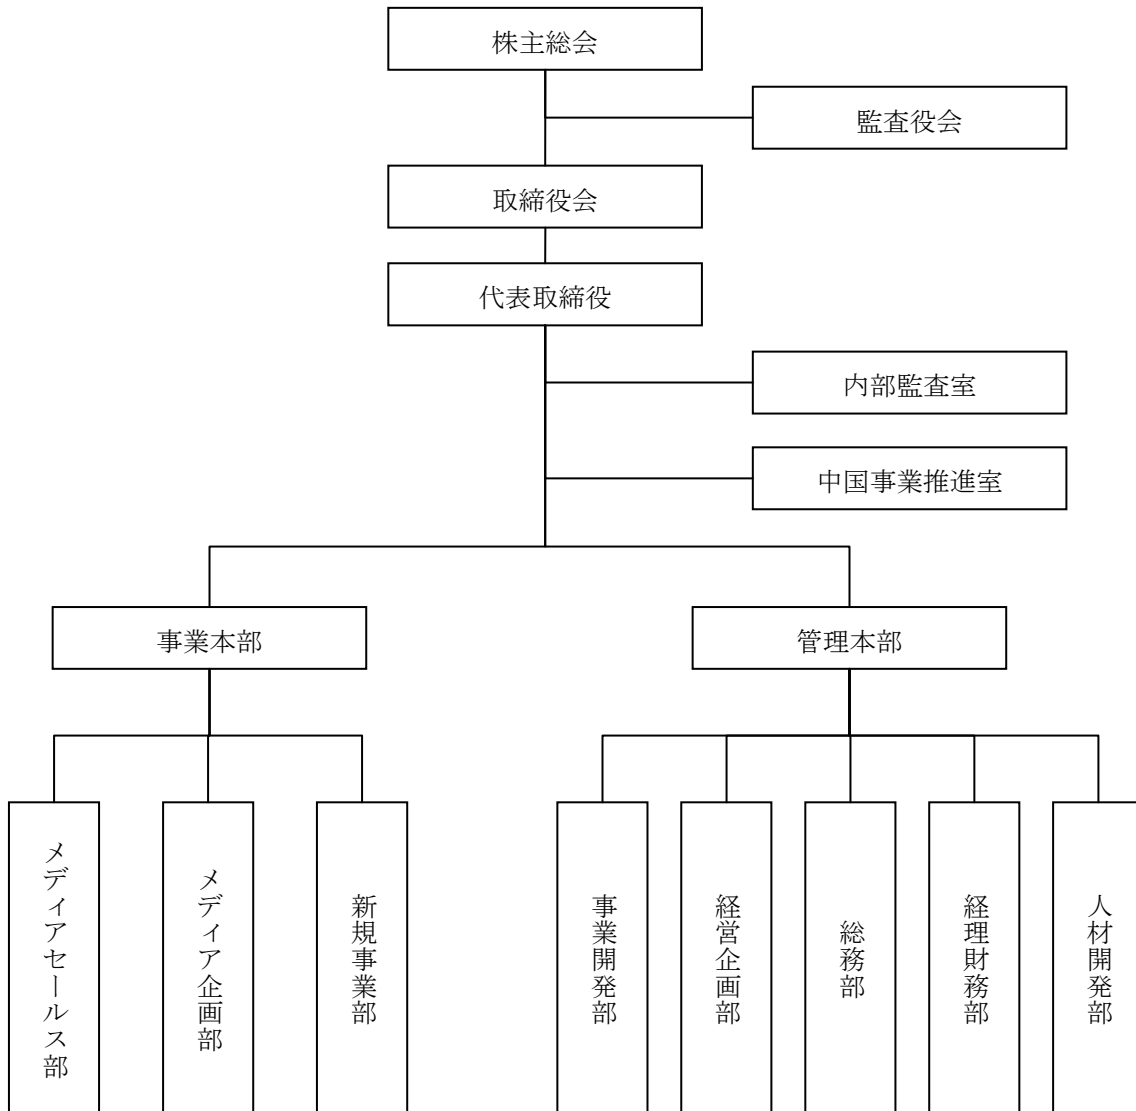 株主総会
監査役会
取締役会
代表取締役
内部監査室
中国事業推進室
事業本部
管理本部
メディアセールス部
メディア企画部
新規事業部
事業開発部
経営企画部
総務部
経理財務部
人材開発部